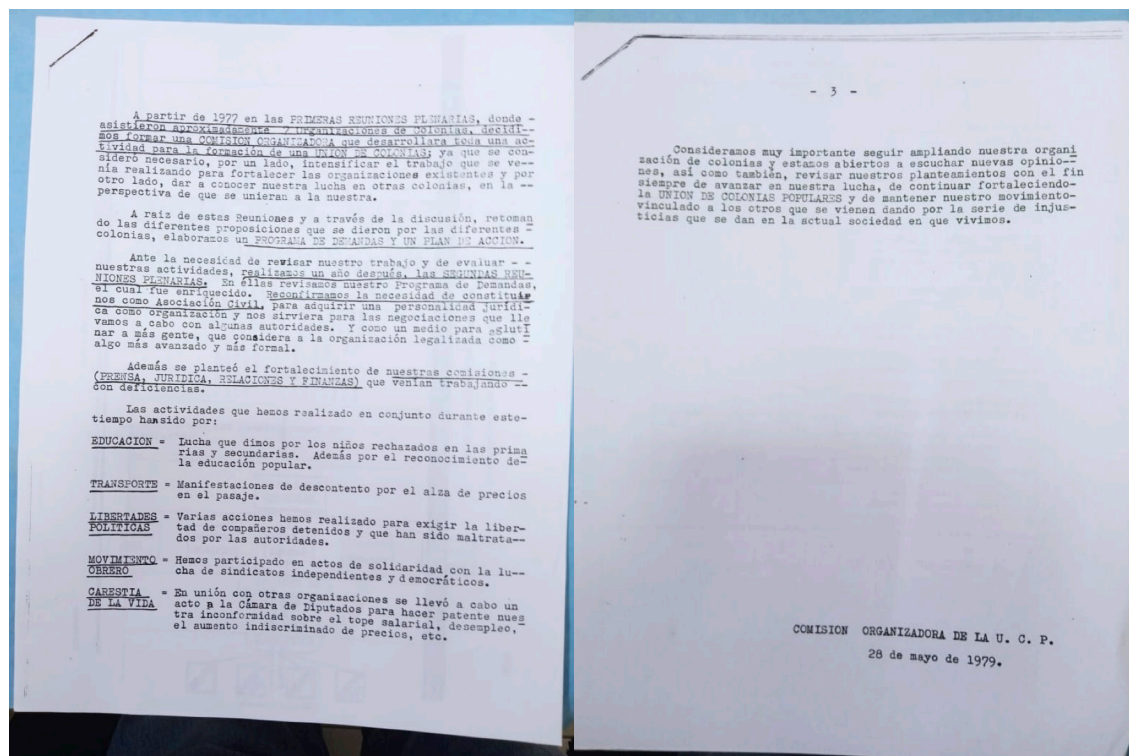 A partir de 1977 en las PRIMERAS REUNIONES PLENARIAS, donde -
asistieron aproximadamente 7 Organizaciones de Colonias, decidi--
mos formar una COMISION ORGANIZADORA que desarrollara toda una ac-
tividad para la formación de una UNION DE COLONIAS; ya que se con-
sideró necesario, por un lado, intensificar el trabajo que se ve--
nía realizando para fortalecer las organizaciones existentes y por
otro lado, dar a conocer nuestra lucha en otras colonias, en la --
perspectiva de que se unieran a la nuestra.
A raíz de estas Reuniones y a través de la discusión, retoman
do las diferentes proposiciones que se dieron por las diferentes -
colonias, elaboramos un PROGRAMA DE DEMANDAS Y UN PLAN DE ACCION.
Ante la necesidad de revisar nuestro trabajo y de evaluar - -
nuestras actividades, realizamos un año después, las SEGUNDAS REU-
NIONES PLENARIAS. En éllas revisamos nuestro Programa de Demandas,
el cual fue enriquecido. Reconfirmamos la necesidad de constituir
nos como Asociación Civil, para adquirir una personalidad jurídi-
ca como organización y nos sirviera para las negociaciones que lle
vamos a cabo con algunas autoridades. Y como un medio para aglutí
nar a más gente, que considera a la organización legalizada como -
algo más avanzado y más formal.
Además se planteó el fortalecimiento de nuestras comisiones -
(PRENSA, JURIDICA, RELACIONES Y FINANZAS) que venían trabajando --
con deficiencias.
Las actividades que hemos realizado en conjunto durante este-
tiempo han sido por:
EDUCACION = Lucha que dimos por los niños rechazados en las prima
rias y secundarias. Además por el reconocimiento de-
la educación popular.
TRANSPORTE = Manifestaciones de descontento por el alza de precios
en el pasaje.
LIBERTADES = Varias acciones hemos realizado para exigir la liber-
POLITICAS tad de compañeros detenidos y que han sido maltrata--
dos por las autoridades.
MOVIMIENTO = Hemos participado en actos de solidaridad con la lu--
OBRERO cha de sindicatos independientes y democráticos.
CARESTIA = En unión con otras organizaciones se llevó a cabo un
DE LA VIDA acto a la Cámara de Diputados para hacer patente nues
tra inconformidad sobre el tope salarial, desempleo, -
el aumento indiscriminado de precios, etc.
- 3 -
Consideramos muy importante seguir ampliando nuestra organi
zación de colonias y estamos abiertos a escuchar nuevas opinio--
nes, así como también, revisar nuestros planteamientos con el fin
siempre de avanzar en nuestra lucha, de continuar fortaleciendo-
la UNION DE COLONIAS POPULARES y de mantener nuestro movimiento-
vinculado a los otros que se vienen dando por la serie de injus-
ticias que se dan en la actual sociedad en que vivimos.
COMISION ORGANIZADORA DE LA U. C. P.
28 de mayo de 1979.